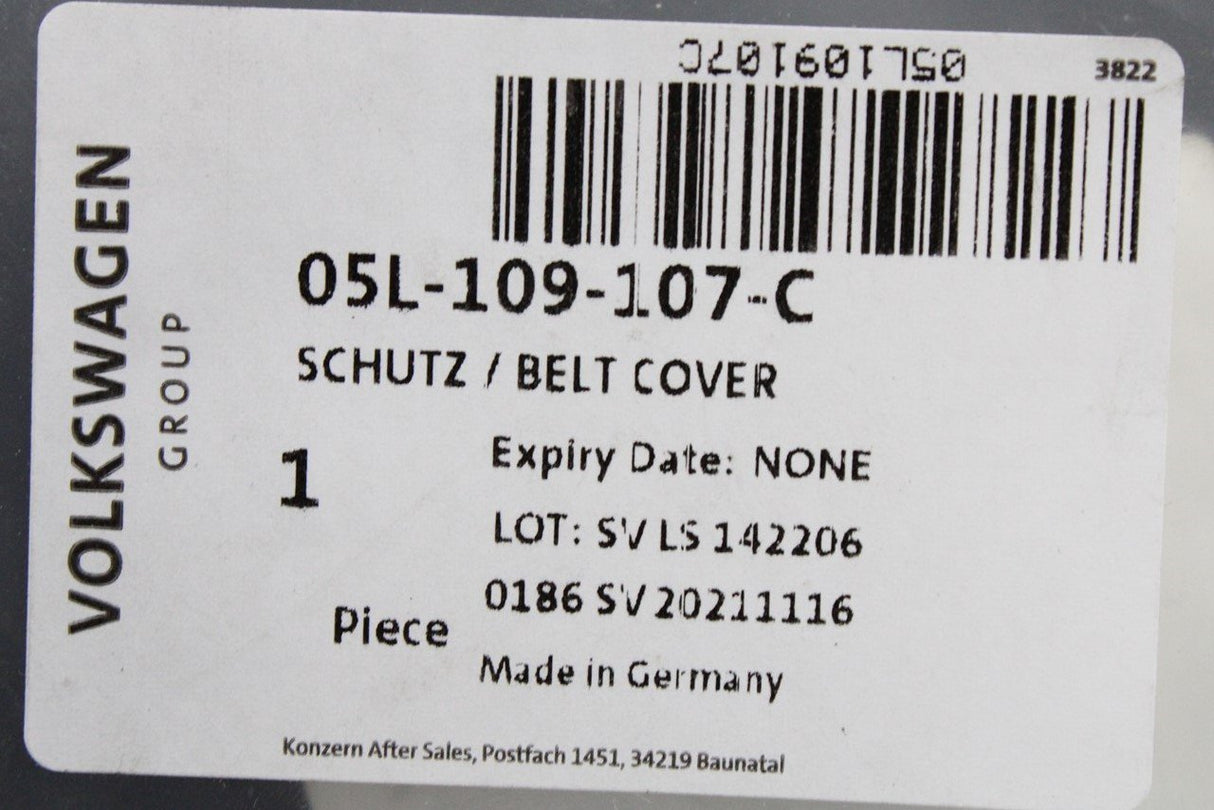 05L109107C
3822
VOLKSWAGEN
GROUP
05L-109-107-C
SCHUTZ / BELT COVER
1
Expiry Date: NONE
LOT: SV LS 142206
0186 SV 20211116
Piece
Made in Germany
Konzern After Sales, Postfach 1451, 34219 Baunatal